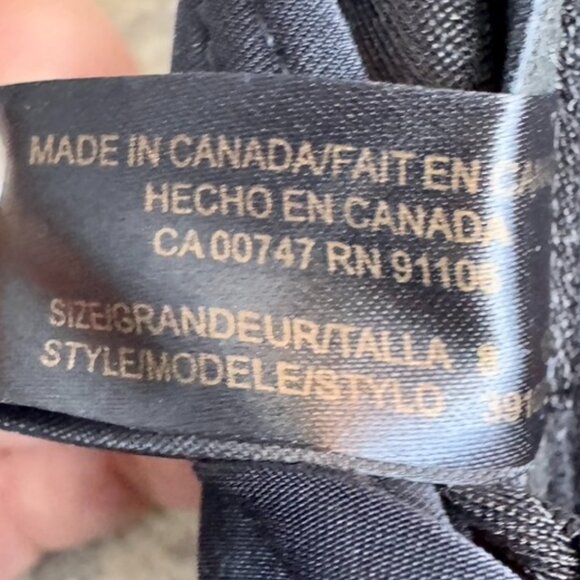 MADE IN CANADA/FAIT EN
HECHO EN CANADA
CA 00747 RN 91105
SIZE/GRANDEUR/TALLA
STYLE/MODELE/STYLO